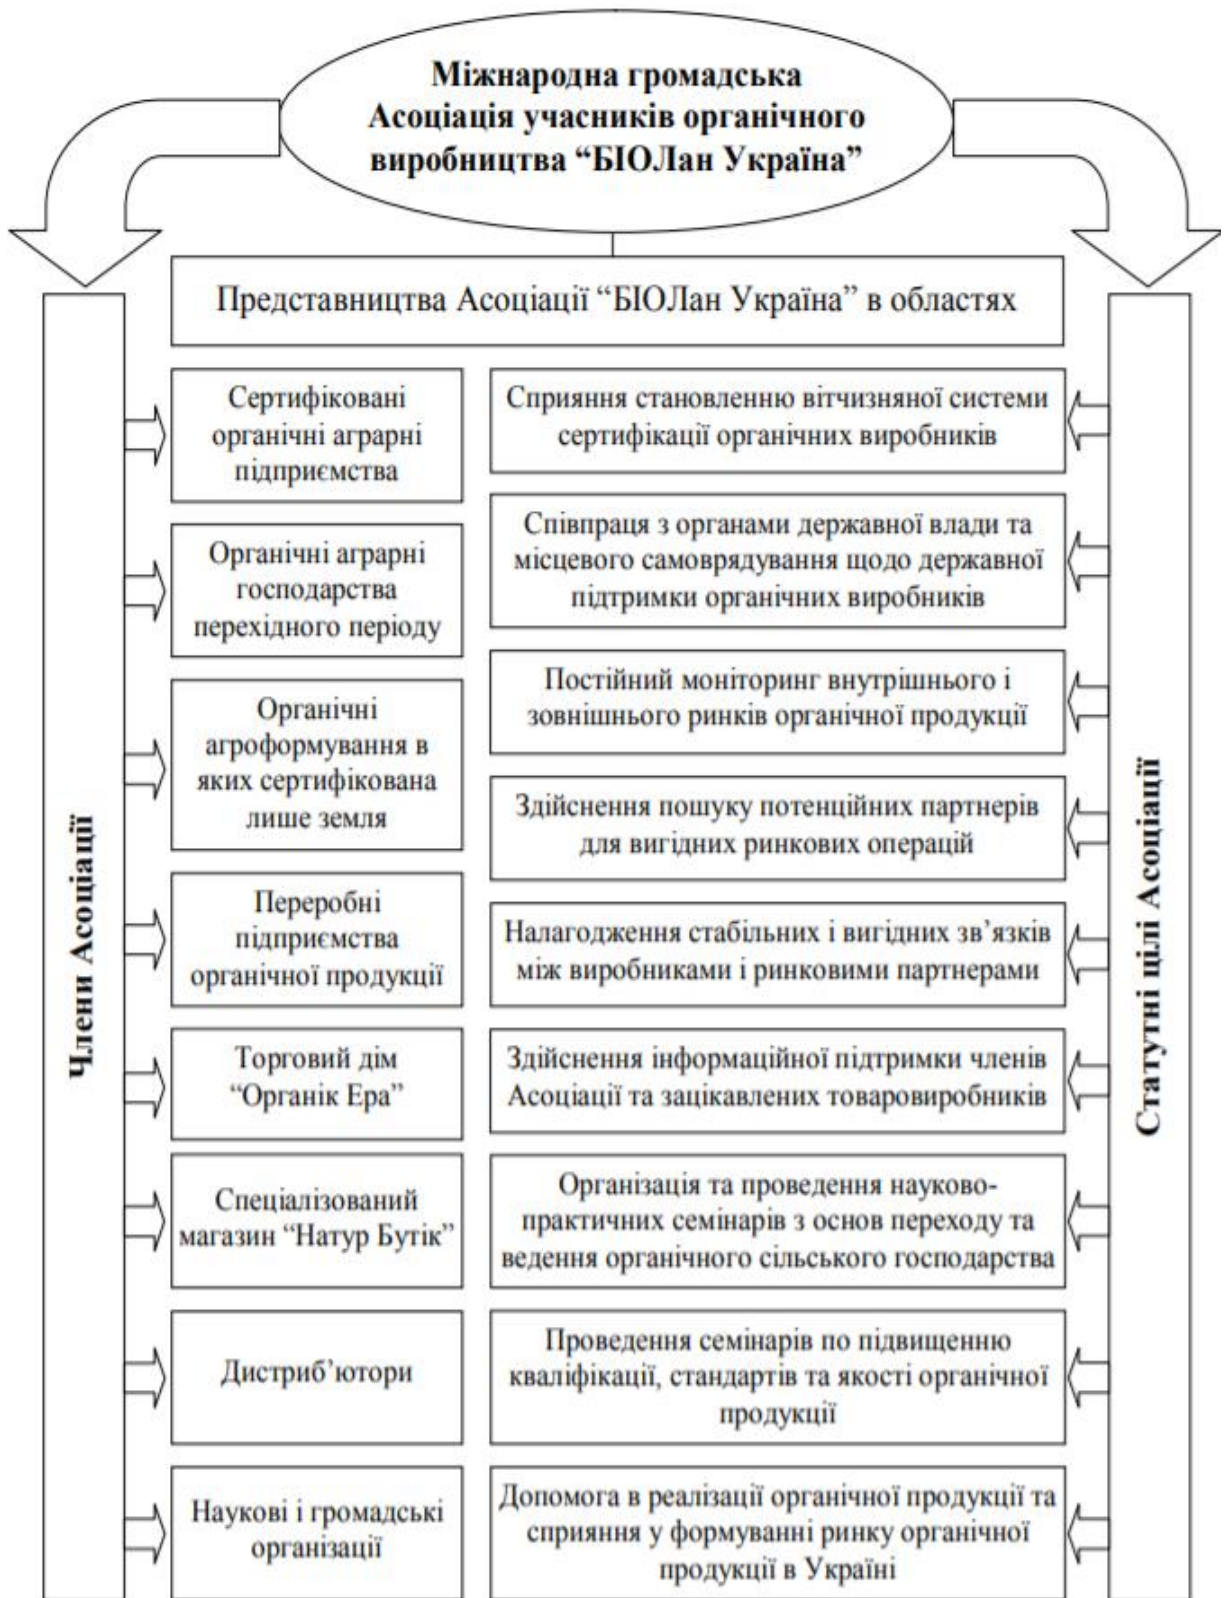 Міжнародна громадська
Асоціація учасників органічного
виробництва “БІОЛан Україна”
Представництва Асоціації “БІОЛан Україна” в областях
Члени Асоціації
Сертифіковані
органічні аграрні
підприємства
Органічні аграрні
господарства
перехідного періоду
Органічні
агроформування в
яких сертифікована
лише земля
Переробні
підприємства
органічної продукції
Торговий дім
“Органік Ера”
Спеціалізований
магазин “Натур Бутік”
Дистриб’ютори
Наукові і громадські
організації
Сприяння становленню вітчизняної системи
сертифікації органічних виробників
Співпраця з органами державної влади та
місцевого самоврядування щодо державної
підтримки органічних виробників
Постійний моніторинг внутрішнього і
зовнішнього ринків органічної продукції
Здійснення пошуку потенційних партнерів
для вигідних ринкових операцій
Налагодження стабільних і вигідних зв’язків
між виробниками і ринковими партнерами
Здійснення інформаційної підтримки членів
Асоціації та зацікавлених товаровиробників
Організація та проведення науково-
практичних семінарів з основ переходу та
ведення органічного сільського господарства
Проведення семінарів по підвищенню
кваліфікації, стандартів та якості органічної
продукції
Допомога в реалізації органічної продукції та
сприяння у формуванні ринку органічної
продукції в Україні
Статутні цілі Асоціації